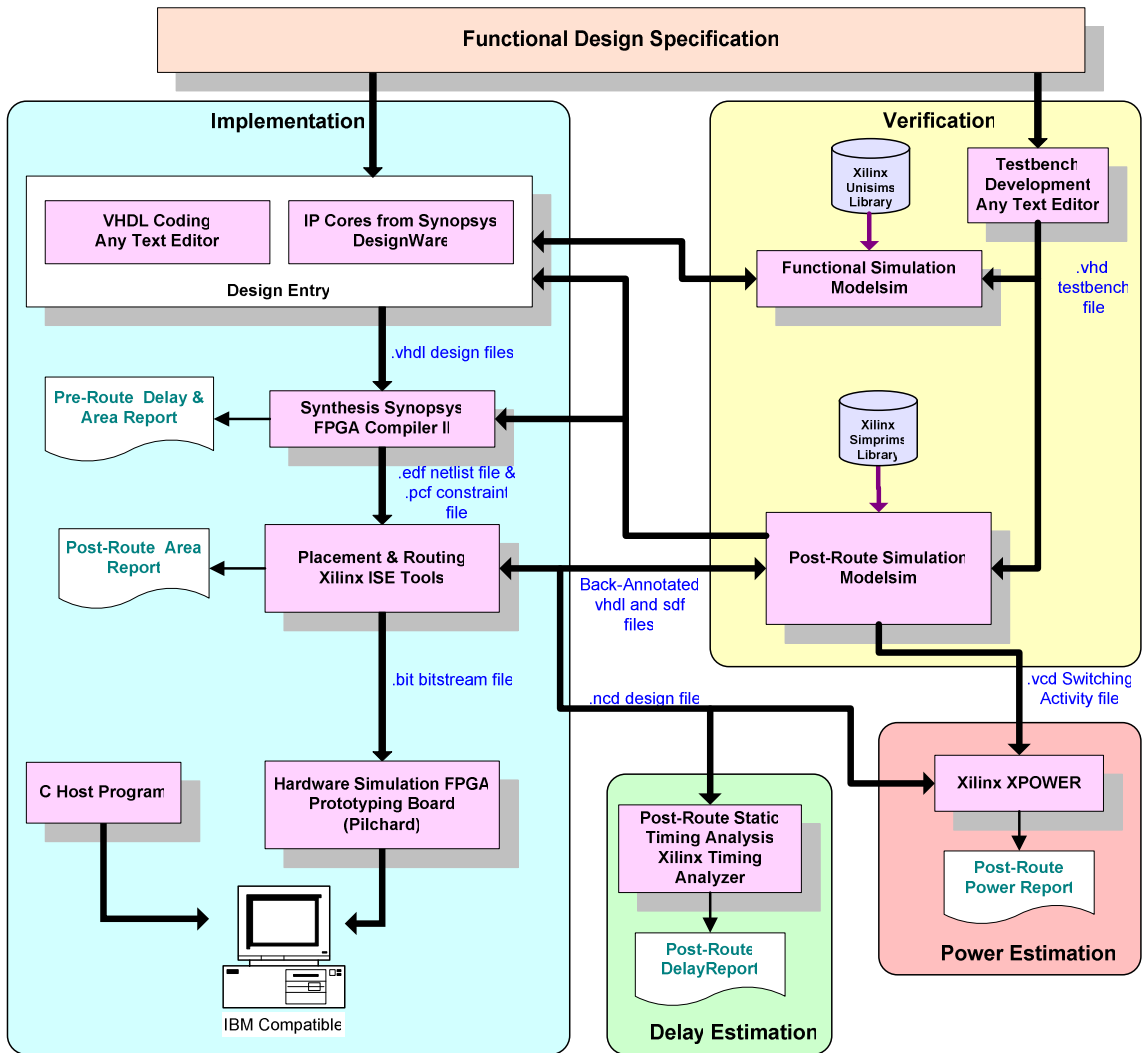 Functional Design Specification
Implementation
VHDL Coding
Any Text Editor
IP Cores from Synopsys
DesignWare
Design Entry
.vhdl design files
Pre-Route Delay &
Area Report
Synthesis Synopsys
FPGA Compiler II
.edf netlist file &
.pcf constraint
file
Post-Route Area
Report
Placement & Routing
Xilinx ISE Tools
.bit bitstream file
C Host Program
Hardware Simulation FPGA
Prototyping Board
(Pilchard)
IBM Compatible
Verification
Xilinx
Unisims
Library
Testbench
Development
Any Text Editor
Functional Simulation
Modelsim
.vhd
testbench
file
Xilinx
Simprims
Library
Post-Route Simulation
Modelsim
Back-Annotated
vhdl and sdf
files
.ncd design file
.vcd Switching
Activity file
Post-Route Static
Timing Analysis
Xilinx Timing
Analyzer
Post-Route
DelayReport
Delay Estimation
Xilinx XPOWER
Post-Route
Power Report
Power Estimation